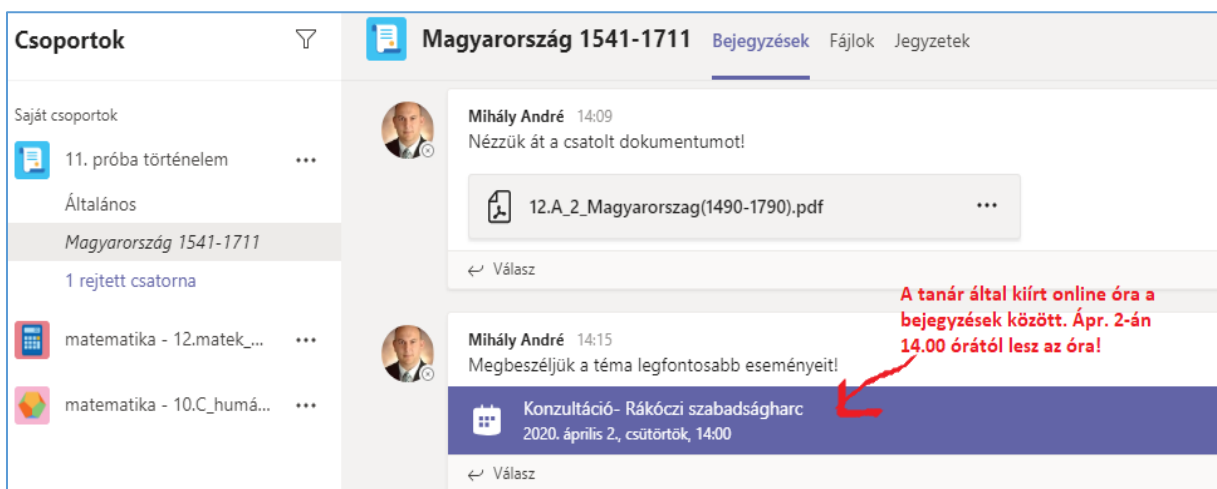 Csoportok
Magyarország 1541-1711 Bejegyzések Fájlok Jegyzetek
Saját csoportok
11. próba történelem
Általános
Magyarország 1541-1711
1 rejtett csatorna
matematika - 12.matek_...
matematika - 10.C_humá...
Mihály André 14:09
Nézzük át a csatolt dokumentumot!
12.A_2_Magyarorszag(1490-1790).pdf
Válasz
A tanár által kiírt online óra a
bejegyzések között. Ápr. 2-án
14.00 órától lesz az óra!
Mihály André 14:15
Megbeszéljük a téma legfontosabb eseményeit!
Konzultáció- Rákóczi szabadságharc
2020. április 2., csütörtök, 14:00
Válasz